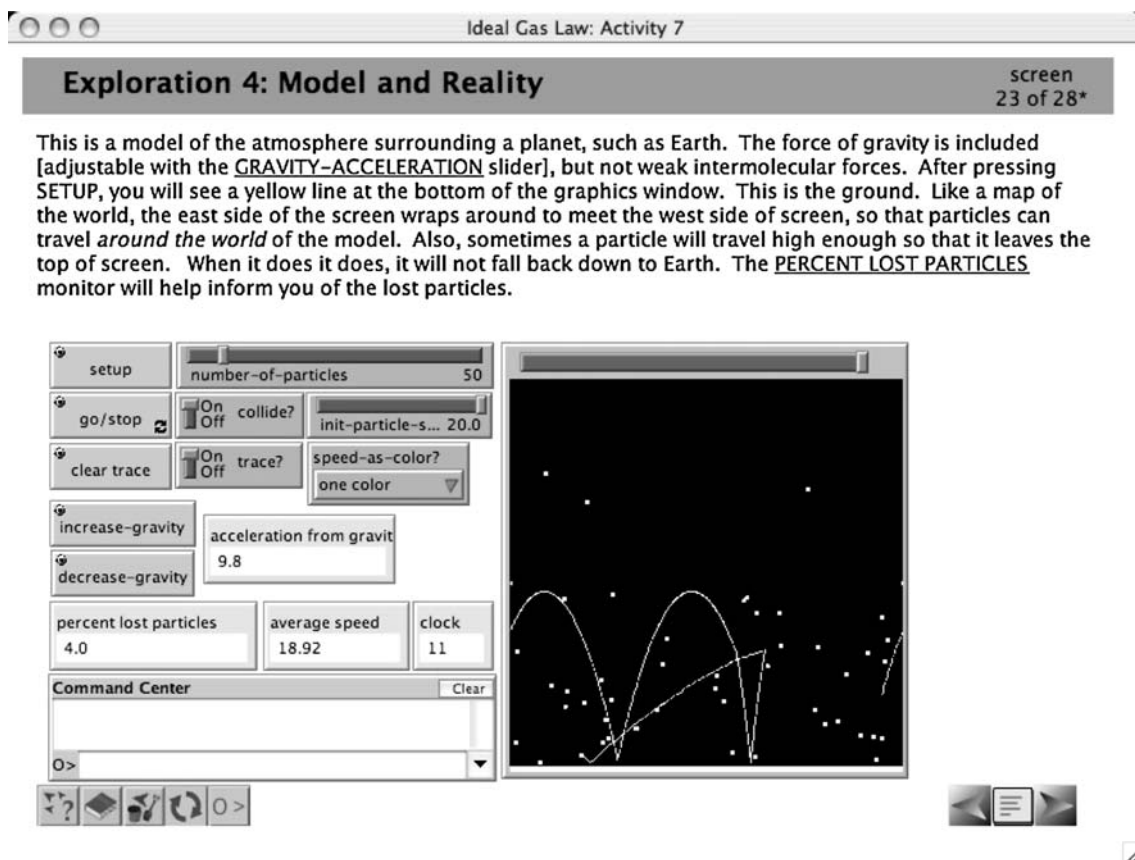 Ideal Gas Law: Activity 7
Exploration 4: Model and Reality
screen
23 of 28*
This is a model of the atmosphere surrounding a planet, such as Earth. The force of gravity is included
[adjustable with the GRAVITY-ACCELERATION slider], but not weak intermolecular forces. After pressing
SETUP, you will see a yellow line at the bottom of the graphics window. This is the ground. Like a map of
the world, the east side of the screen wraps around to meet the west side of screen, so that particles can
travel around the world of the model. Also, sometimes a particle will travel high enough so that it leaves the
top of screen. When it does it does, it will not fall back down to Earth. The PERCENT LOST PARTICLES
monitor will help inform you of the lost particles.
setup
number-of-particles 50
go/stop
On
Off
collide?
init-particle-s... 20.0
clear trace
On
Off
trace?
speed-as-color?
one color
increase-gravity
decrease-gravity
acceleration from gravit
9.8
percent lost particles
4.0
average speed
18.92
clock
11
Command Center
Clear
O>
?
O >